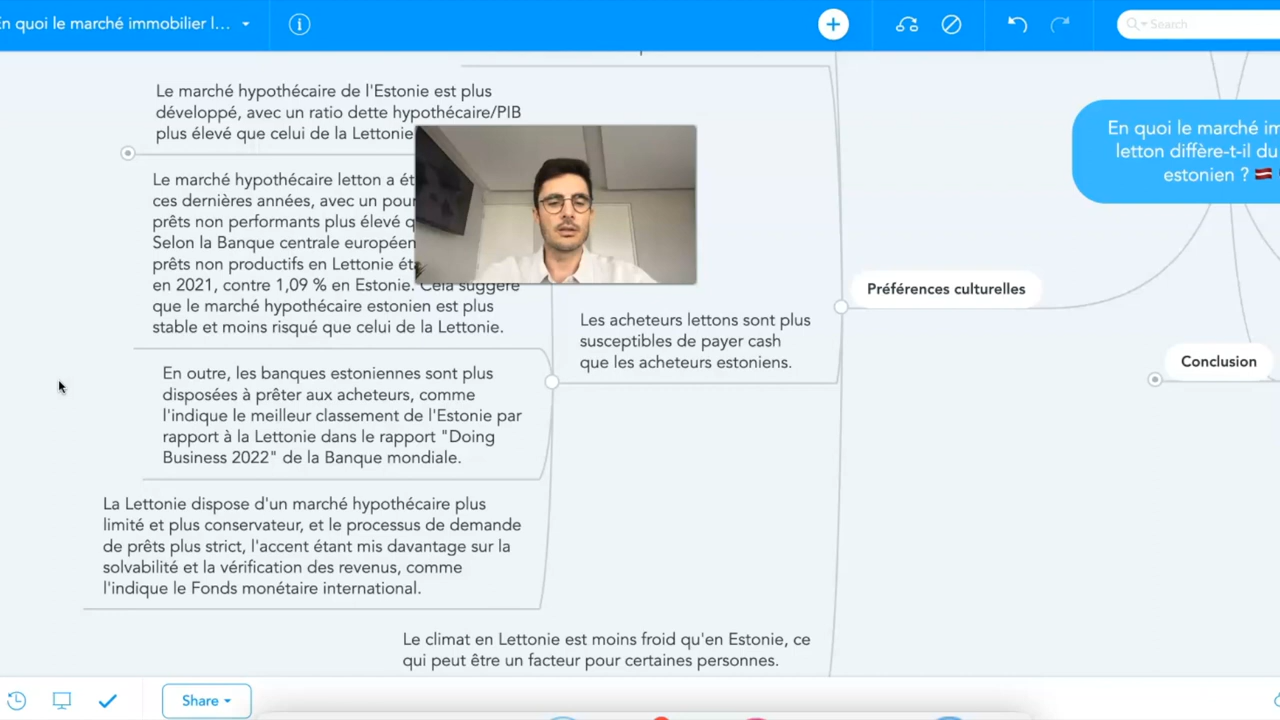 En quoi le marché immobilier l...
Search
Le marché hypothécaire de l'Estonie est plus
développé, avec un ratio dette hypothécaire/PIB
plus élevé que celui de la Lettonie
Le marché hypothécaire letton a
ces dernières années, avec un
prêts non performants plus élevé
Selon la Banque centrale
prêts non productifs en Lettonie
en 2021, contre 1,09 % en Estonie. Cela suggère
que le marché hypothécaire estonien est plus
stable et moins risqué que celui de la Lettonie.
En outre, les banques estoniennes sont plus
disposées à prêter aux acheteurs, comme
l'indique le meilleur classement de l'Estonie par
rapport à la Lettonie dans le rapport "Doing
Business 2022" de la Banque mondiale.
La Lettonie dispose d'un marché hypothécaire plus
limité et plus conservateur, et le processus de demande
de prêts plus strict, l'accent étant mis davantage sur la
solvabilité et la vérification des revenus, comme
l'indique le Fonds monétaire international.
Les acheteurs lettons sont plus
susceptibles de payer cash
que les acheteurs estoniens.
Le climat en Lettonie est moins froid qu'en Estonie, ce
qui peut être un facteur pour certaines personnes.
Préférences culturelles
En quoi le marché
letton diffère-t-il du
estonien ?
Conclusion
Share